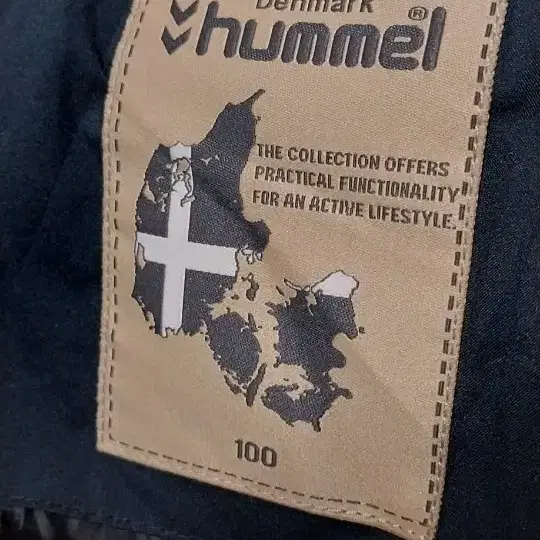 Denmark
hummel®
THE COLLECTION OFFERS
PRACTICAL FUNCTIONALITY
FOR AN ACTIVE LIFESTYLE.
100